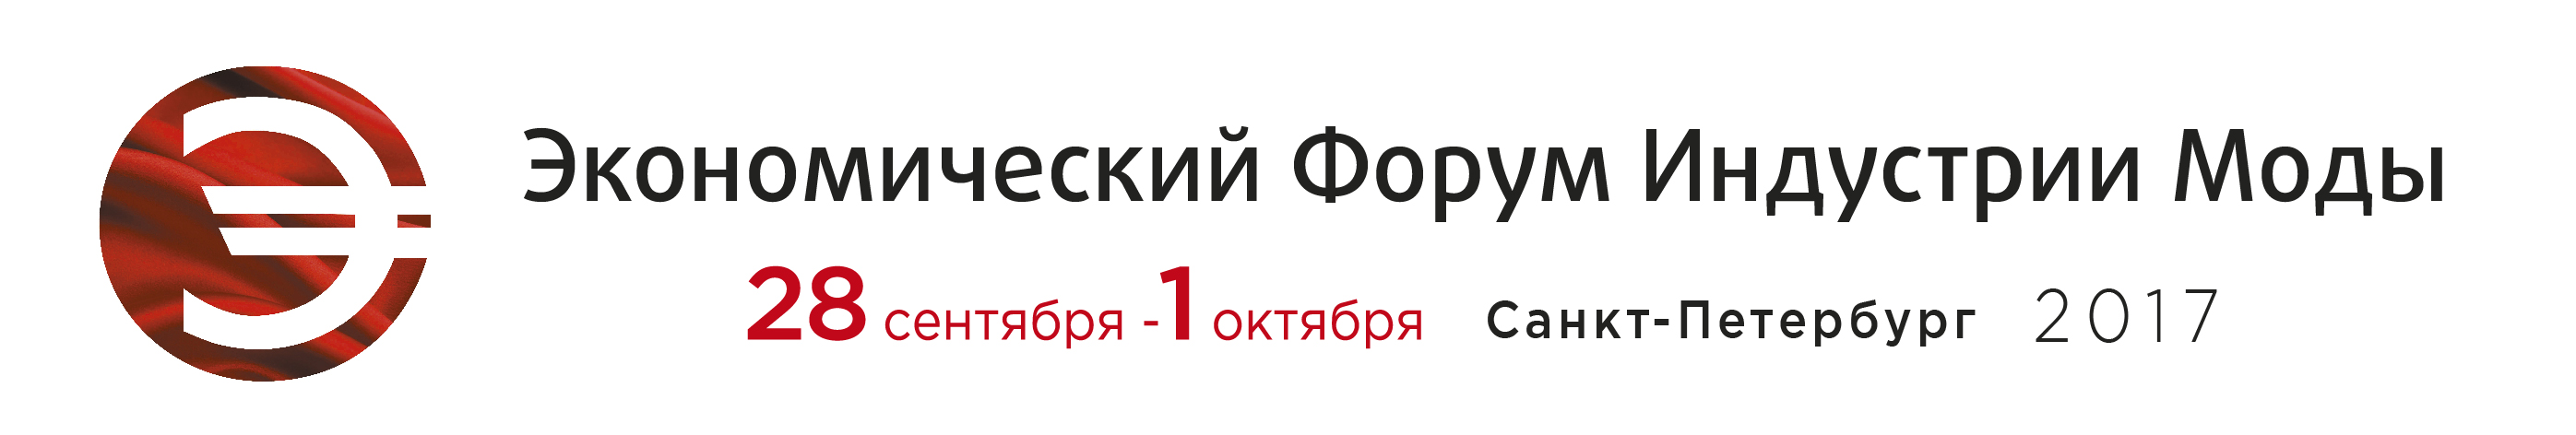 Экономический Форум Индустрии Моды
28 сентября -1 октября Санкт-Петербург 2017